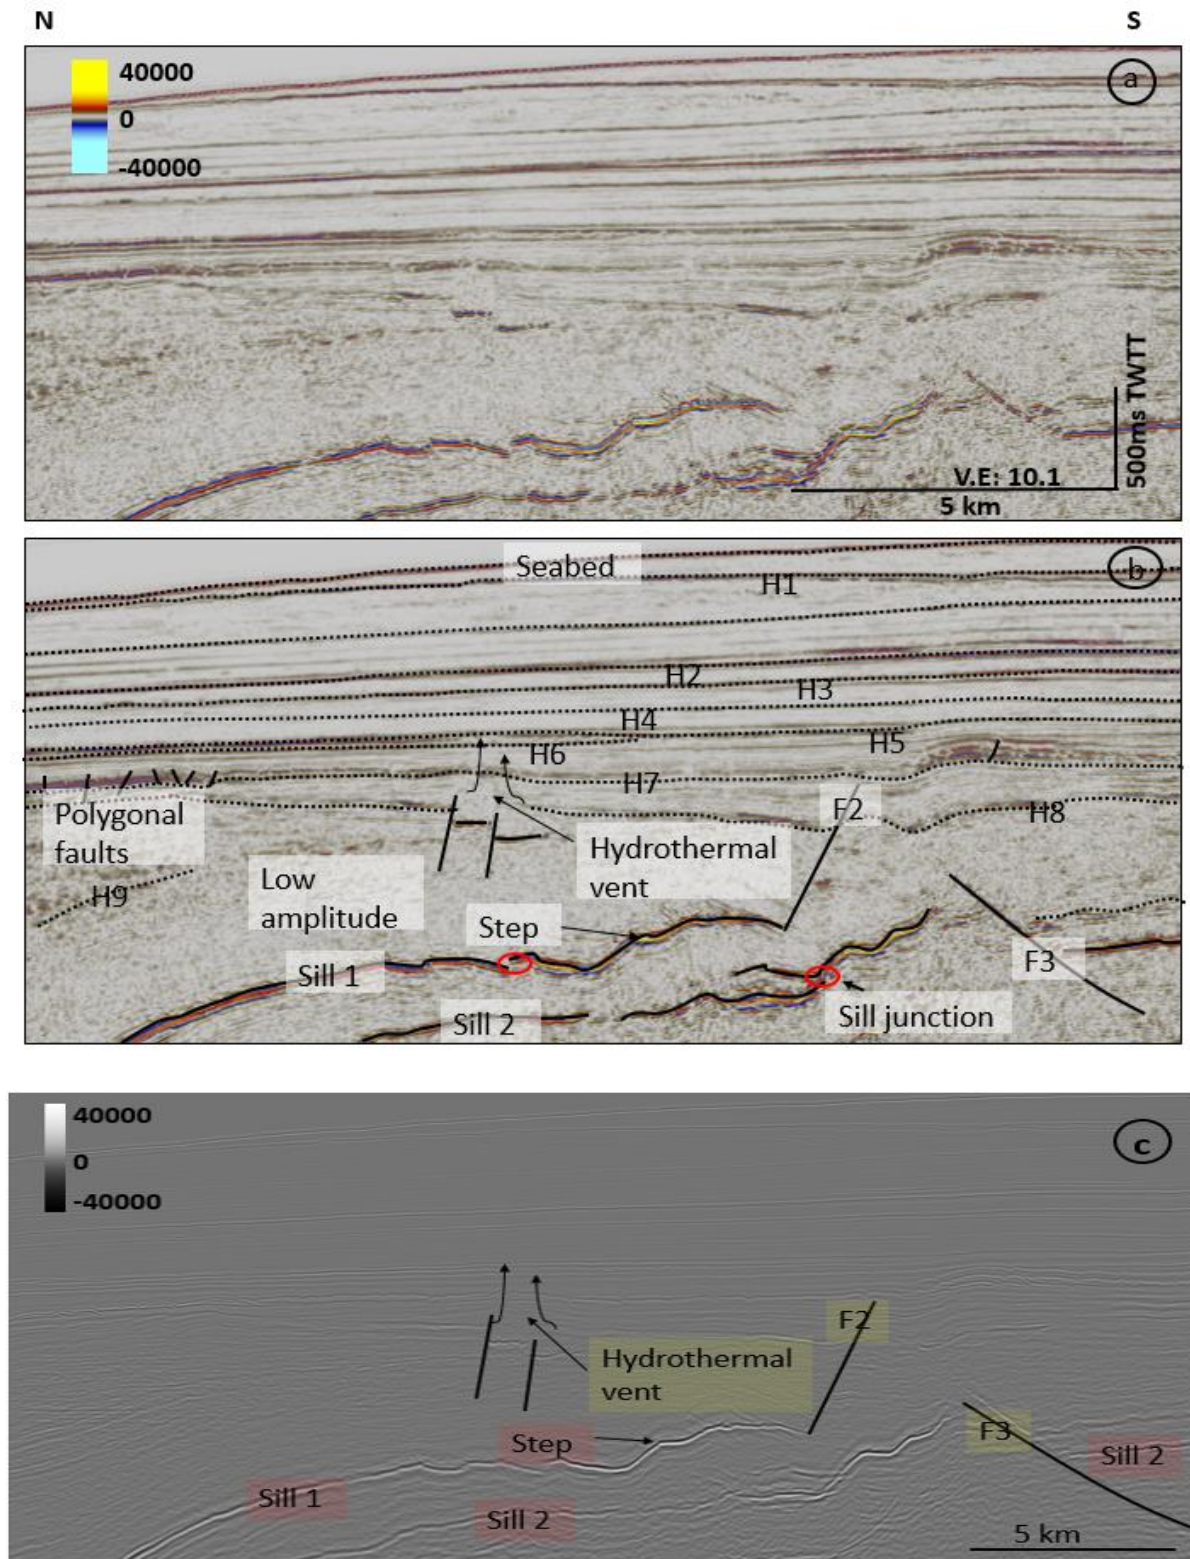 N
S
40000
0
-40000
a
500ms TWTT
V.E: 10.1
5 km
Seabed
b
H1
H2
H3
H4
H5
H6
H7
Polygonal
faults
F2
H8
Hydrothermal
vent
Low
amplitude
H9
Step
F3
Sill 1
Sill junction
Sill 2
40000
0
-40000
c
F2
Hydrothermal
vent
F3
Step
Sill 2
Sill 1
Sill 2
5 km